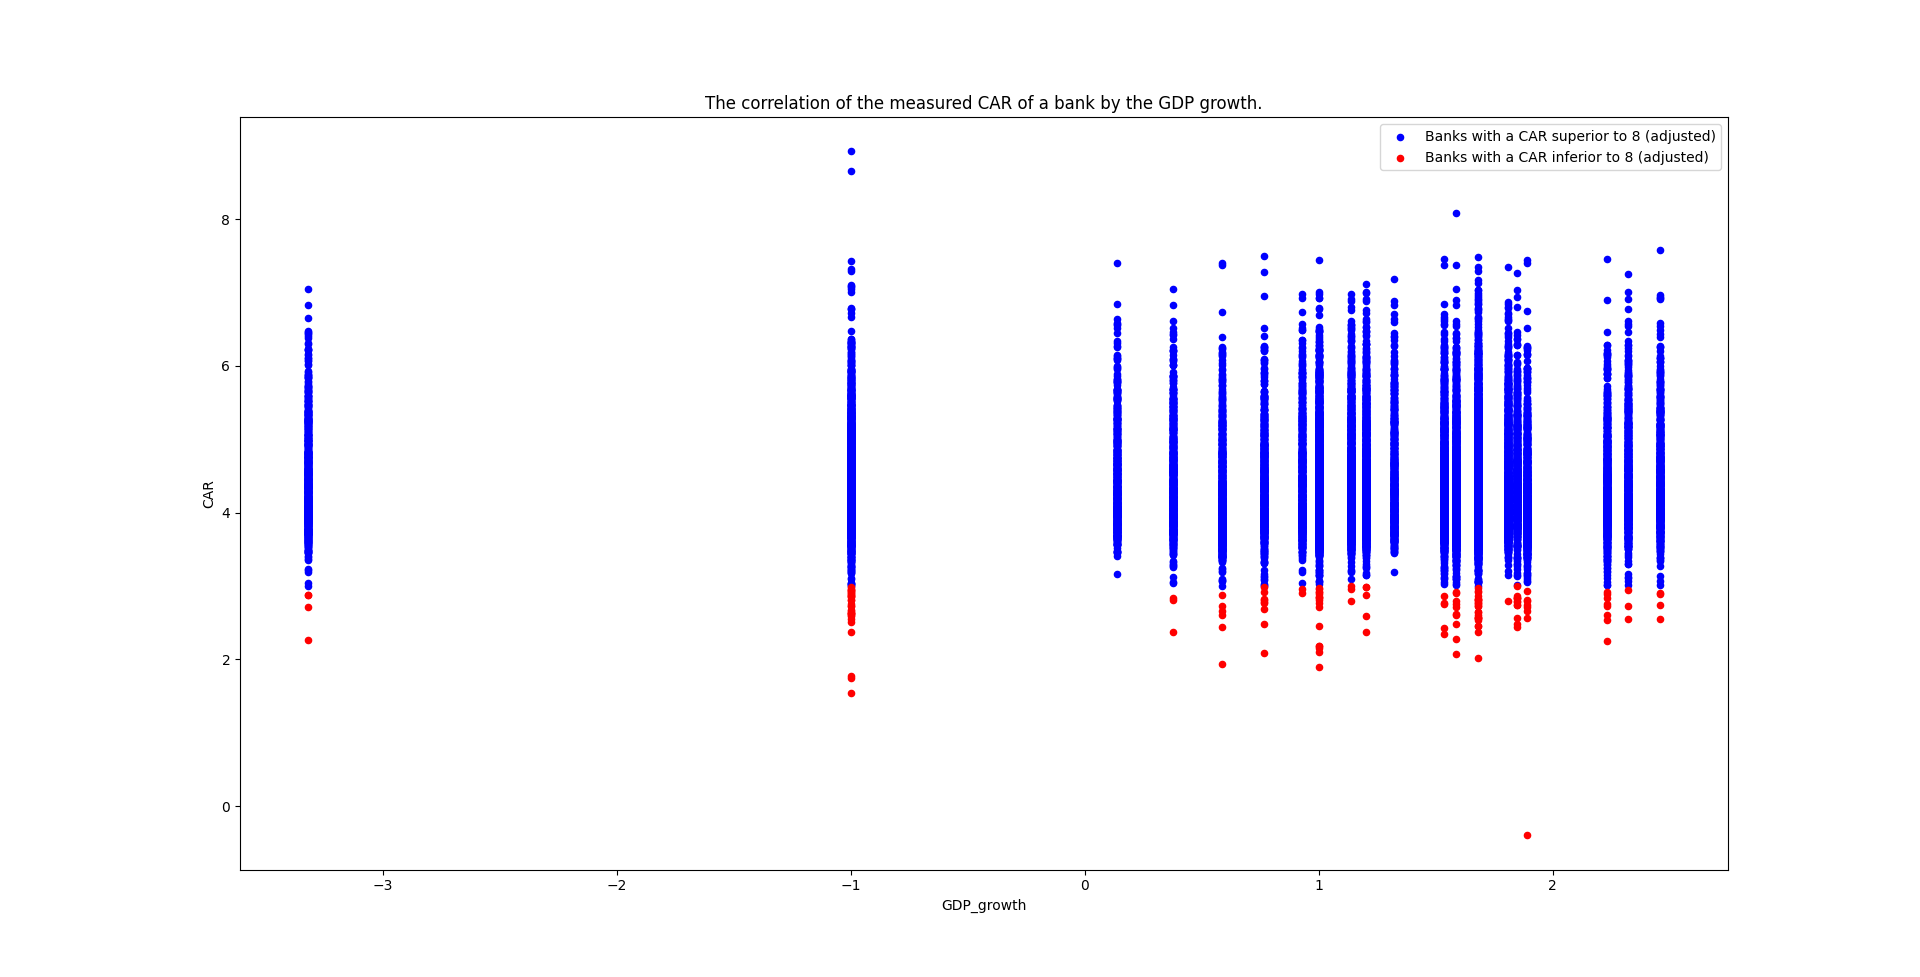 The correlation of the measured CAR of a bank by the GDP growth.
Banks with a CAR superior to 8 (adjusted)
Banks with a CAR inferior to 8 (adjusted)
8
6
4
2
0
CAR
−3
−2
−1
0
1
2
GDP_growth